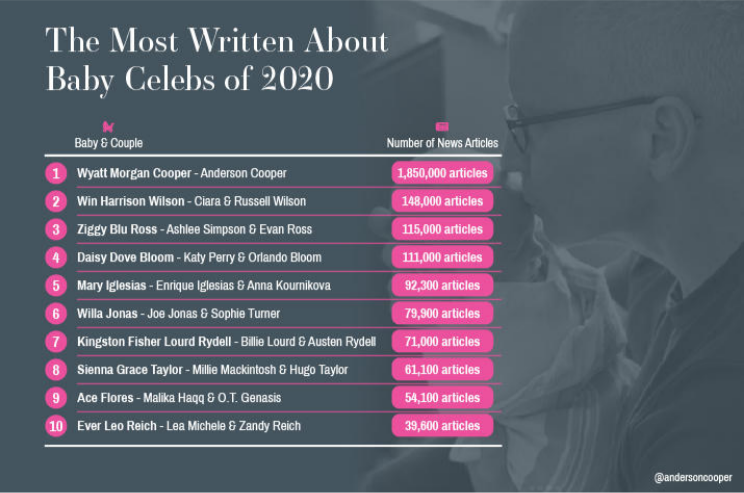 The Most Written About
Baby Celebs of 2020
Baby & Couple Number of News Articles
1 Wyatt Morgan Cooper - Anderson Cooper 1,850,000 articles
2 Win Harrison Wilson - Ciara & Russell Wilson 148,000 articles
3 Ziggy Blu Ross - Ashlee Simpson & Evan Ross 115,000 articles
4 Daisy Dove Bloom - Katy Perry & Orlando Bloom 111,000 articles
5 Mary Iglesias - Enrique Iglesias & Anna Kournikova 92,300 articles
6 Willa Jonas - Joe Jonas & Sophie Turner 79,900 articles
7 Kingston Fisher Lourd Rydell - Billie Lourd & Austen Rydell 71,000 articles
8 Sienna Grace Taylor - Millie Mackintosh & Hugo Taylor 61,100 articles
9 Ace Flores - Malika Haqq & O.T. Genasis 54,100 articles
10 Ever Leo Reich - Lea Michele & Zandy Reich 39,600 articles
@andersoncooper